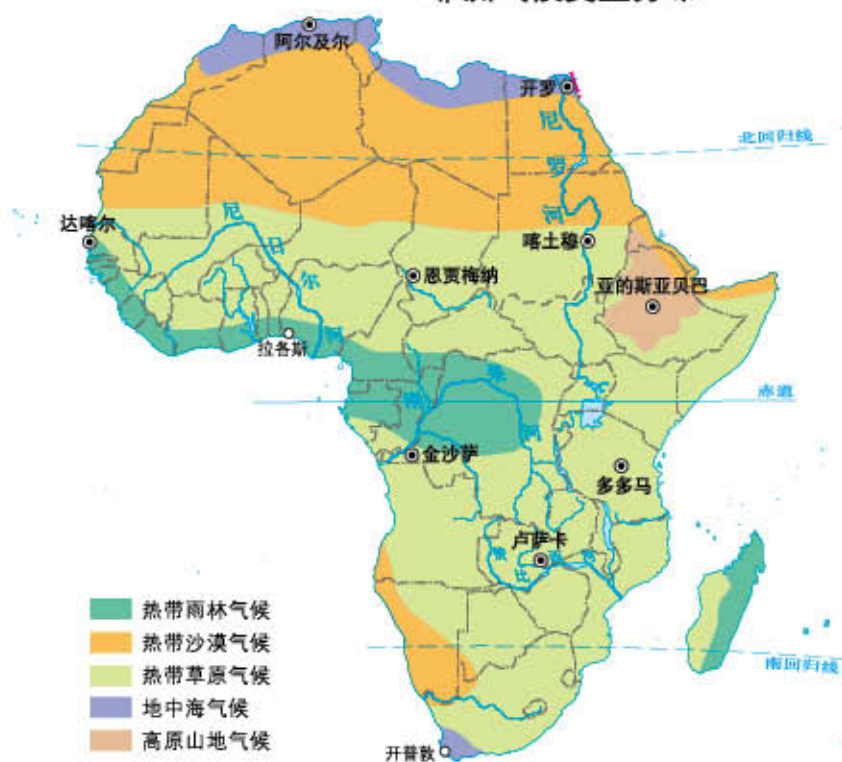 阿尔及尔
开罗
尼罗河
北回归线
达喀尔
尼日尔河
喀土穆
恩贾梅纳
亚的斯亚贝巴
拉各斯
刚果河
赤道
金沙萨
多多马
卢萨卡
热带雨林气候
热带沙漠气候
热带草原气候
地中海气候
高原山地气候
南回归线
开普敦